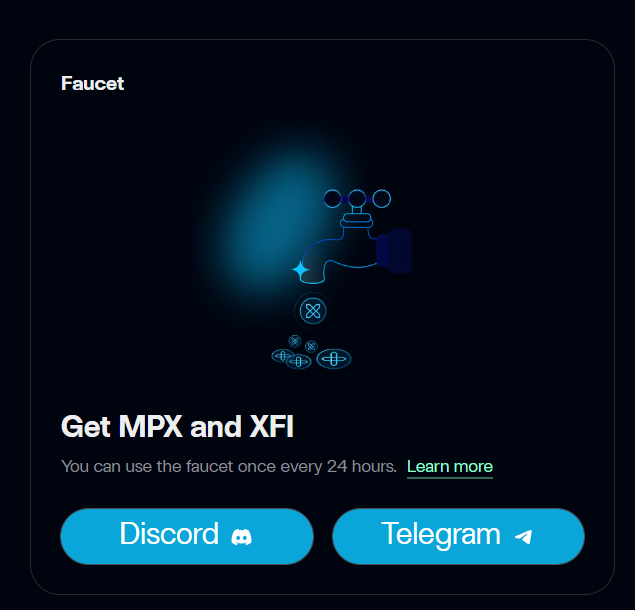 Faucet
Get MPX and XFI
You can use the faucet once every 24 hours. Learn more
Discord
Telegram